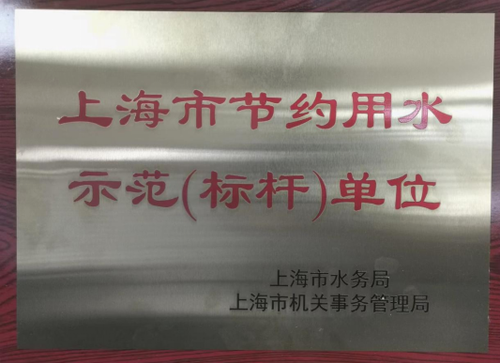 上海市节约用水
示范(标杆)单位
上海市水务局
上海市机关事务管理局